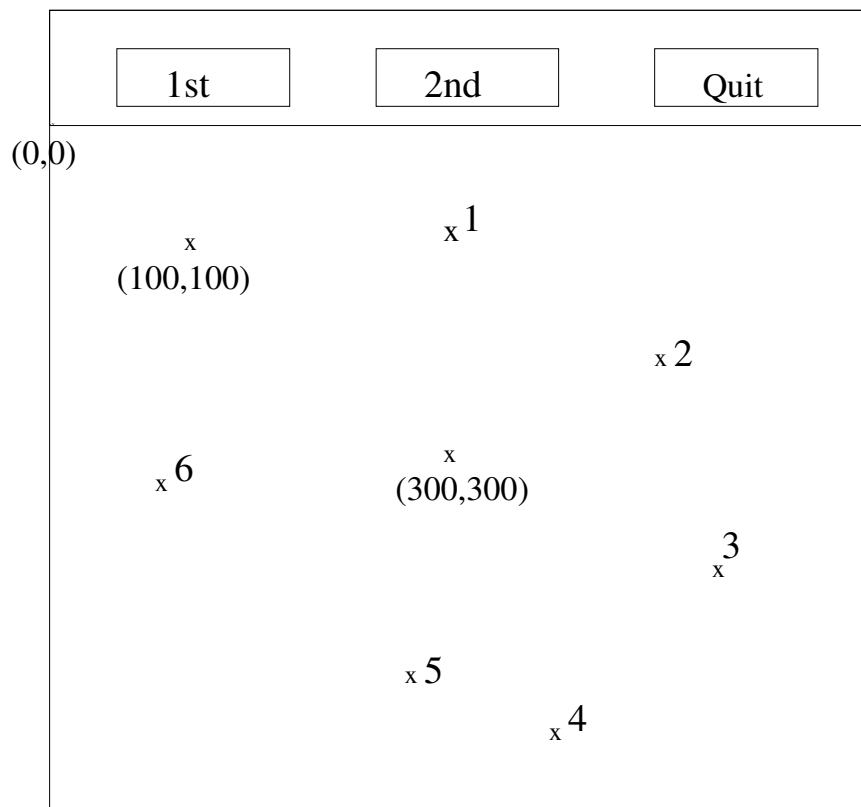 1st 2nd Quit
(0,0)
x 1
x
(100,100)
x 2
x
(300,300)
x 6
3
x
x 5
x 4